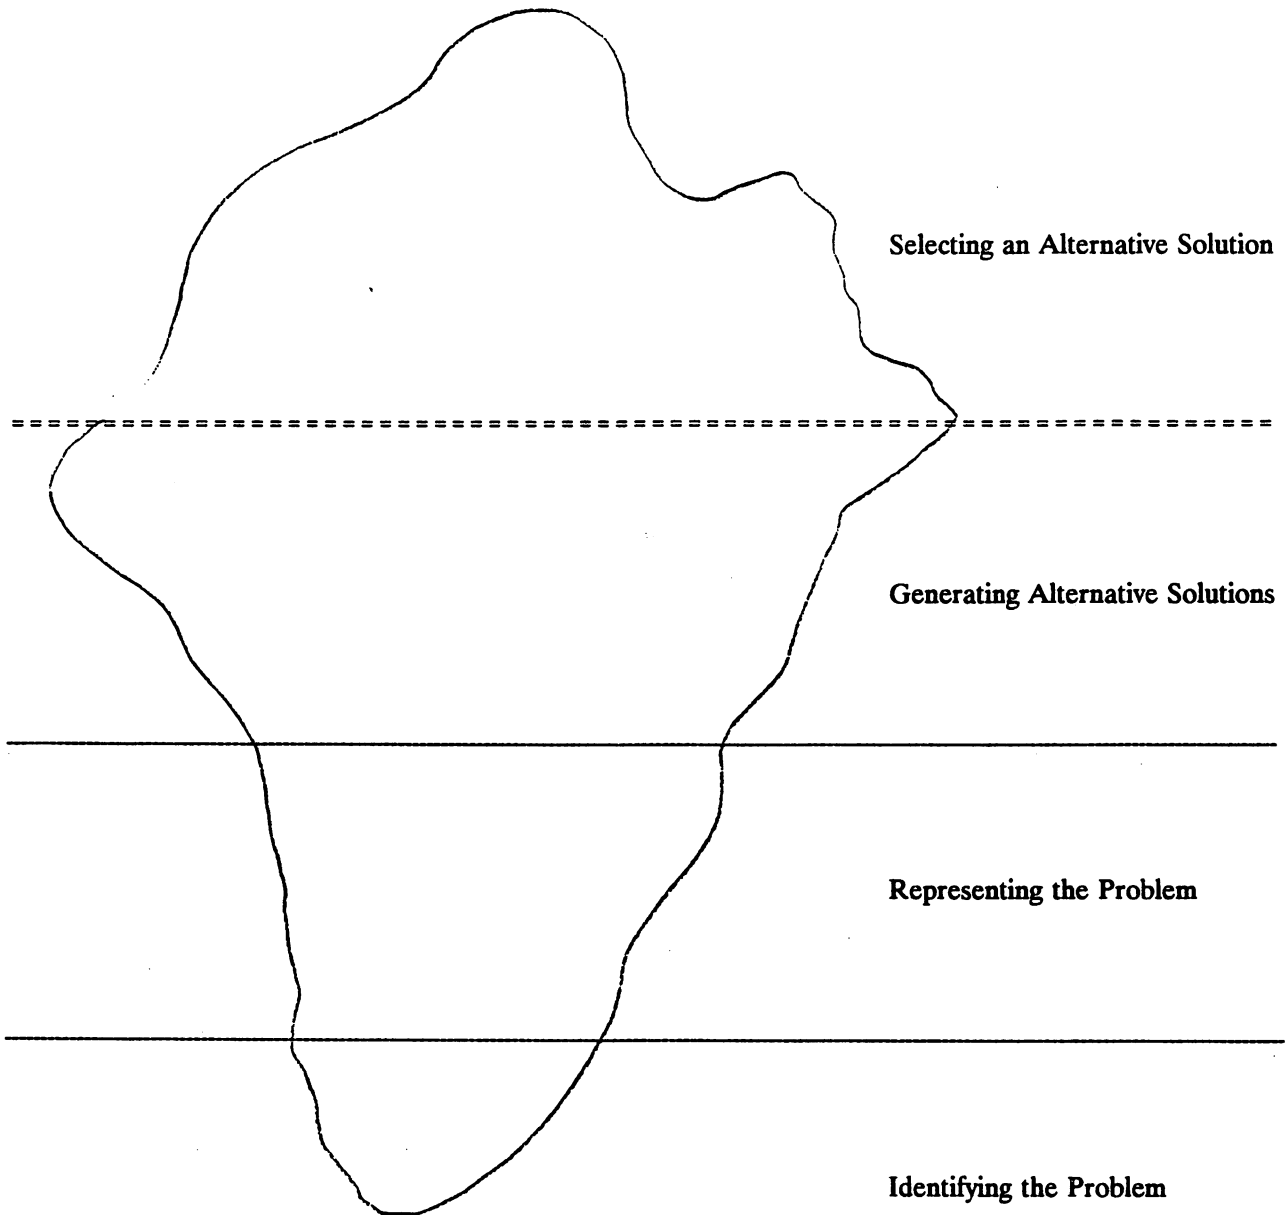 Selecting an Alternative Solution
Generating Alternative Solutions
Representing the Problem
Identifying the Problem